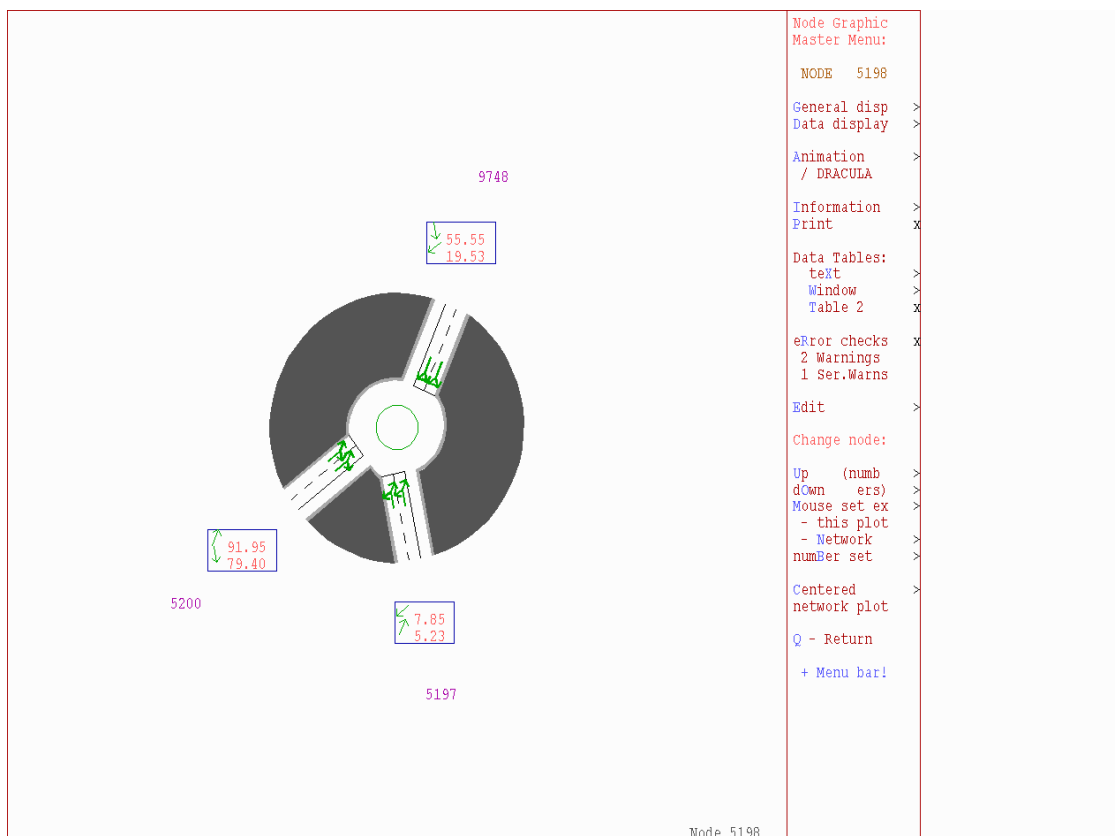 9748
55.55
19.53
91.95
79.40
5200
7.85
5.23
5197
Node 5198
Node Graphic
Master Menu:
NODE 5198
General disp >
Data display >
Animation >
/ DRACULA
Information >
Print x
Data Tables:
teXt >
Window >
Table 2 x
eRror checks x
2 Warnings
1 Ser.Warns
Edit >
Change node:
Up (numb >
dOwn ers) >
Mouse set ex >
- this plot
- Network >
numBer set >
Centered >
network plot
Q - Return
+ Menu bar!